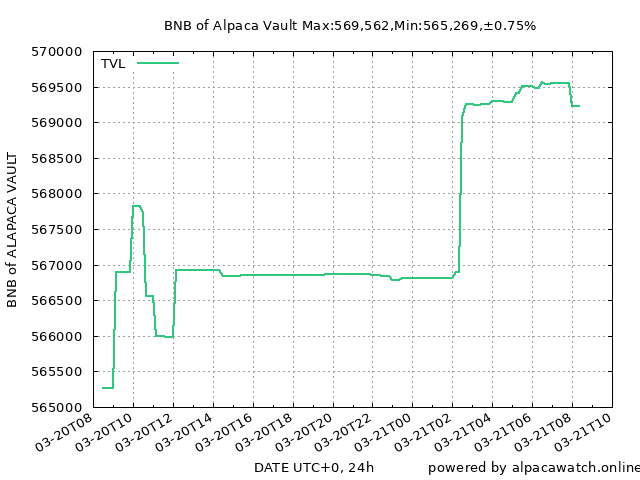 BNB of Alpaca Vault Max:569,562,Min:565,269,±0.75%
TVL
570000
569500
569000
568500
568000
567500
567000
566500
566000
565500
565000
BNB of ALAPACA VAULT
03-20T08
03-20T10
03-20T12
03-20T14
03-20T16
03-20T18
03-20T20
03-20T22
03-21T00
03-21T02
03-21T04
03-21T06
03-21T08
03-21T10
DATE UTC+0, 24h
powered by alpacawatch.online